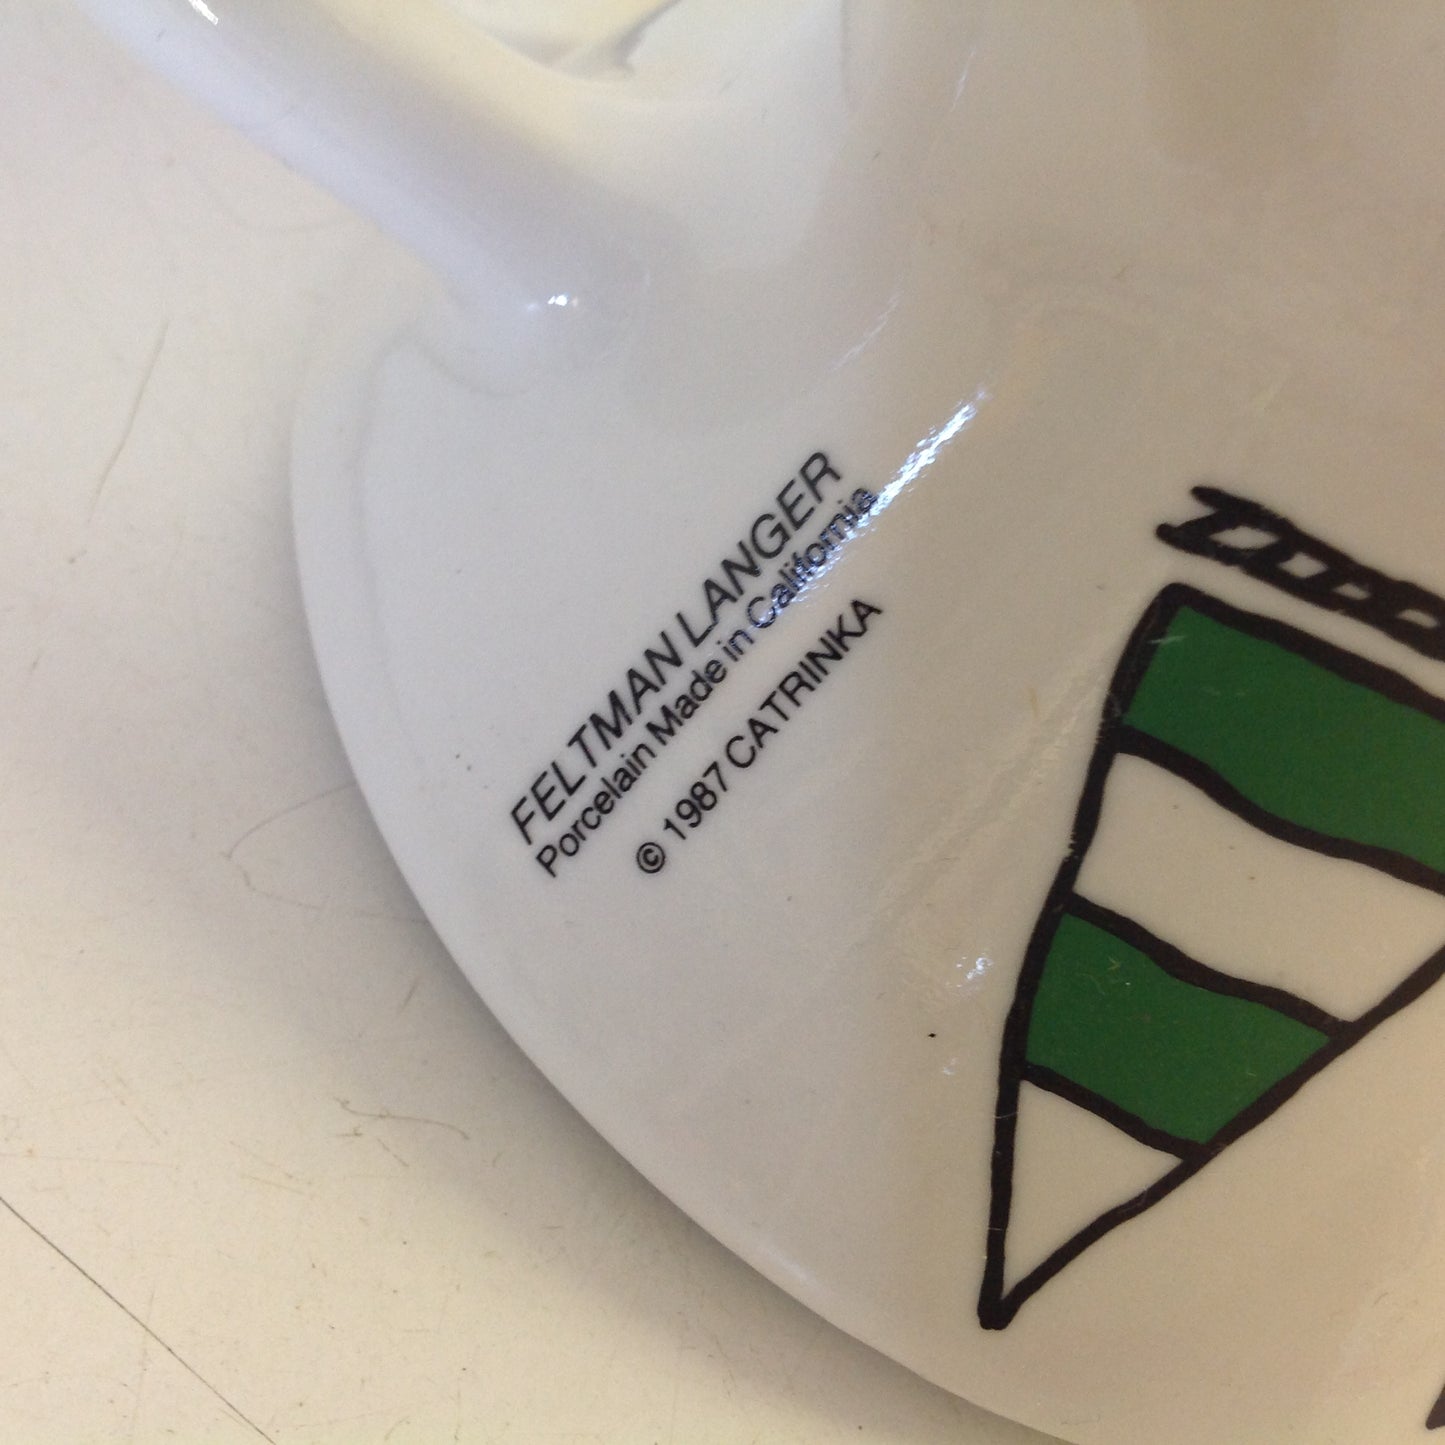 FELTMAN LANGER
Porcelain Made in California
© 1987 CATRINKA